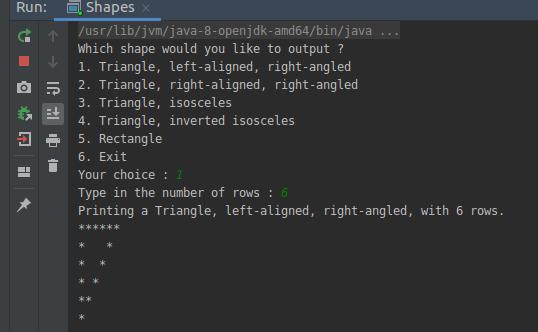 Run: Shapes ×
/usr/lib/jvm/java-8-openjdk-amd64/bin/java ...
Which shape would you like to output ?
1. Triangle, left-aligned, right-angled
2. Triangle, right-aligned, right-angled
3. Triangle, isosceles
4. Triangle, inverted isosceles
5. Rectangle
6. Exit
Your choice : 1
Type in the number of rows : 6
Printing a Triangle, left-aligned, right-angled, with 6 rows.
******
*   *
*  *
* *
**
*